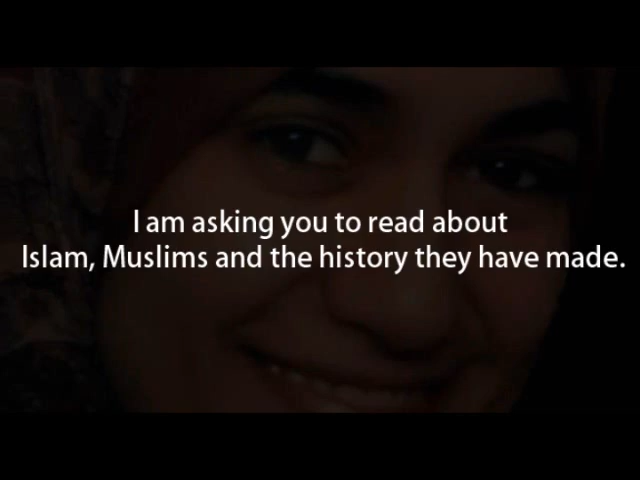 I am asking you to read about
Islam, Muslims and the history they have made.